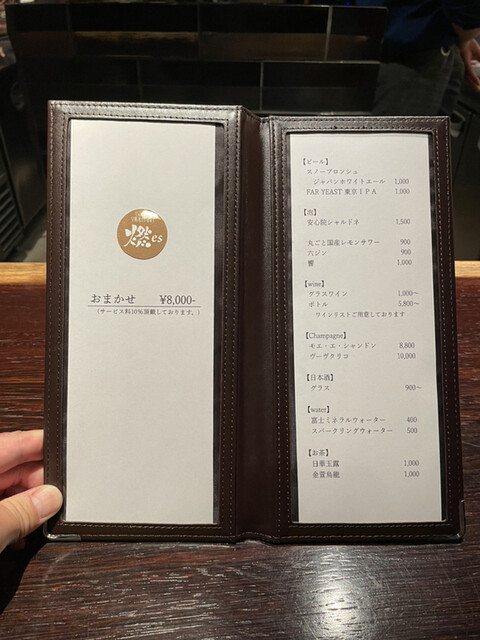 燃es
おまかせ ¥8,000-
（サービス料10%頂戴しております。）
【ビール】
スノーブロンシュ
ジャパンホワイトエール 1,000
FAR YEAST 東京IPA 1,000
【泡】
安心院シャルドネ 1,500
丸ごと国産レモンサワー 900
六ジン 900
響 1,000
【wine】
グラスワイン 1,000～
ボトル 5,800～
ワインリストご用意しております
【Champagne】
モエ・エ・シャンドン 8,800
ヴーヴクリコ 10,000
【日本酒】
グラス 900～
【water】
富士ミネラルウォーター 400
スパークリングウォーター 500
【お茶】
日華玉露 1,000
金萱烏龍 1,000